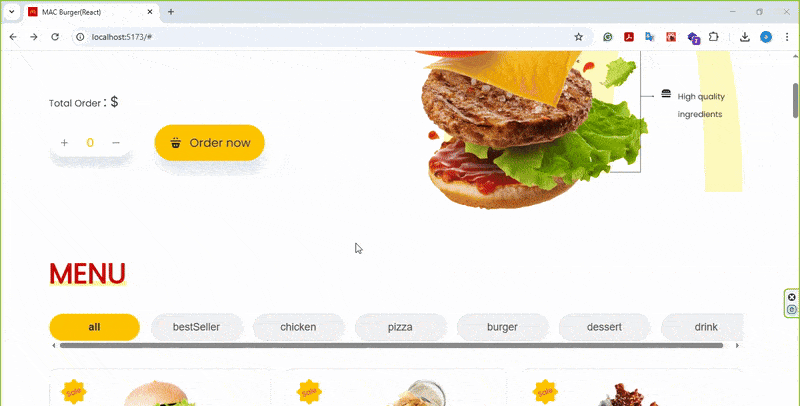 MAC Burger(React)
localhost:5173/#
Total Order : $
+ 0 −
Order now
High quality
ingredients
MENU
all
bestSeller
chicken
pizza
burger
dessert
drink
Sale
Sale
Sale